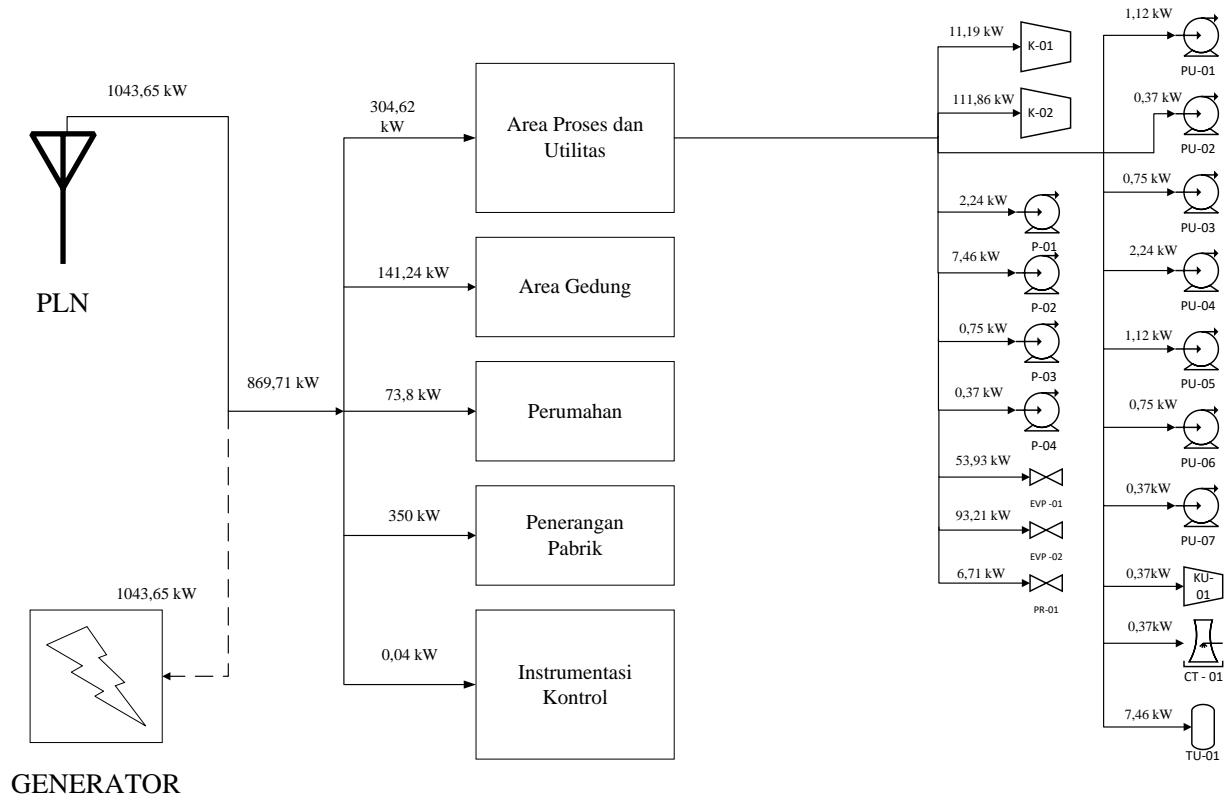 1043,65 kW
PLN
1043,65 kW
GENERATOR
869,71 kW
304,62
kW
Area Proses dan
Utilitas
141,24 kW
Area Gedung
73,8 kW
Perumahan
350 kW
Penerangan
Pabrik
0,04 kW
Instrumentasi
Kontrol
11,19 kW
K-01
111,86 kW
K-02
2,24 kW
P-01
7,46 kW
P-02
0,75 kW
P-03
0,37 kW
P-04
53,93 kW
EVP -01
93,21 kW
EVP -02
6,71 kW
PR-01
1,12 kW
PU-01
0,37 kW
PU-02
0,75 kW
PU-03
2,24 kW
PU-04
1,12 kW
PU-05
0,75 kW
PU-06
0,37kW
PU-07
0,37kW
KU-
01
0,37kW
CT - 01
7,46 kW
TU-01